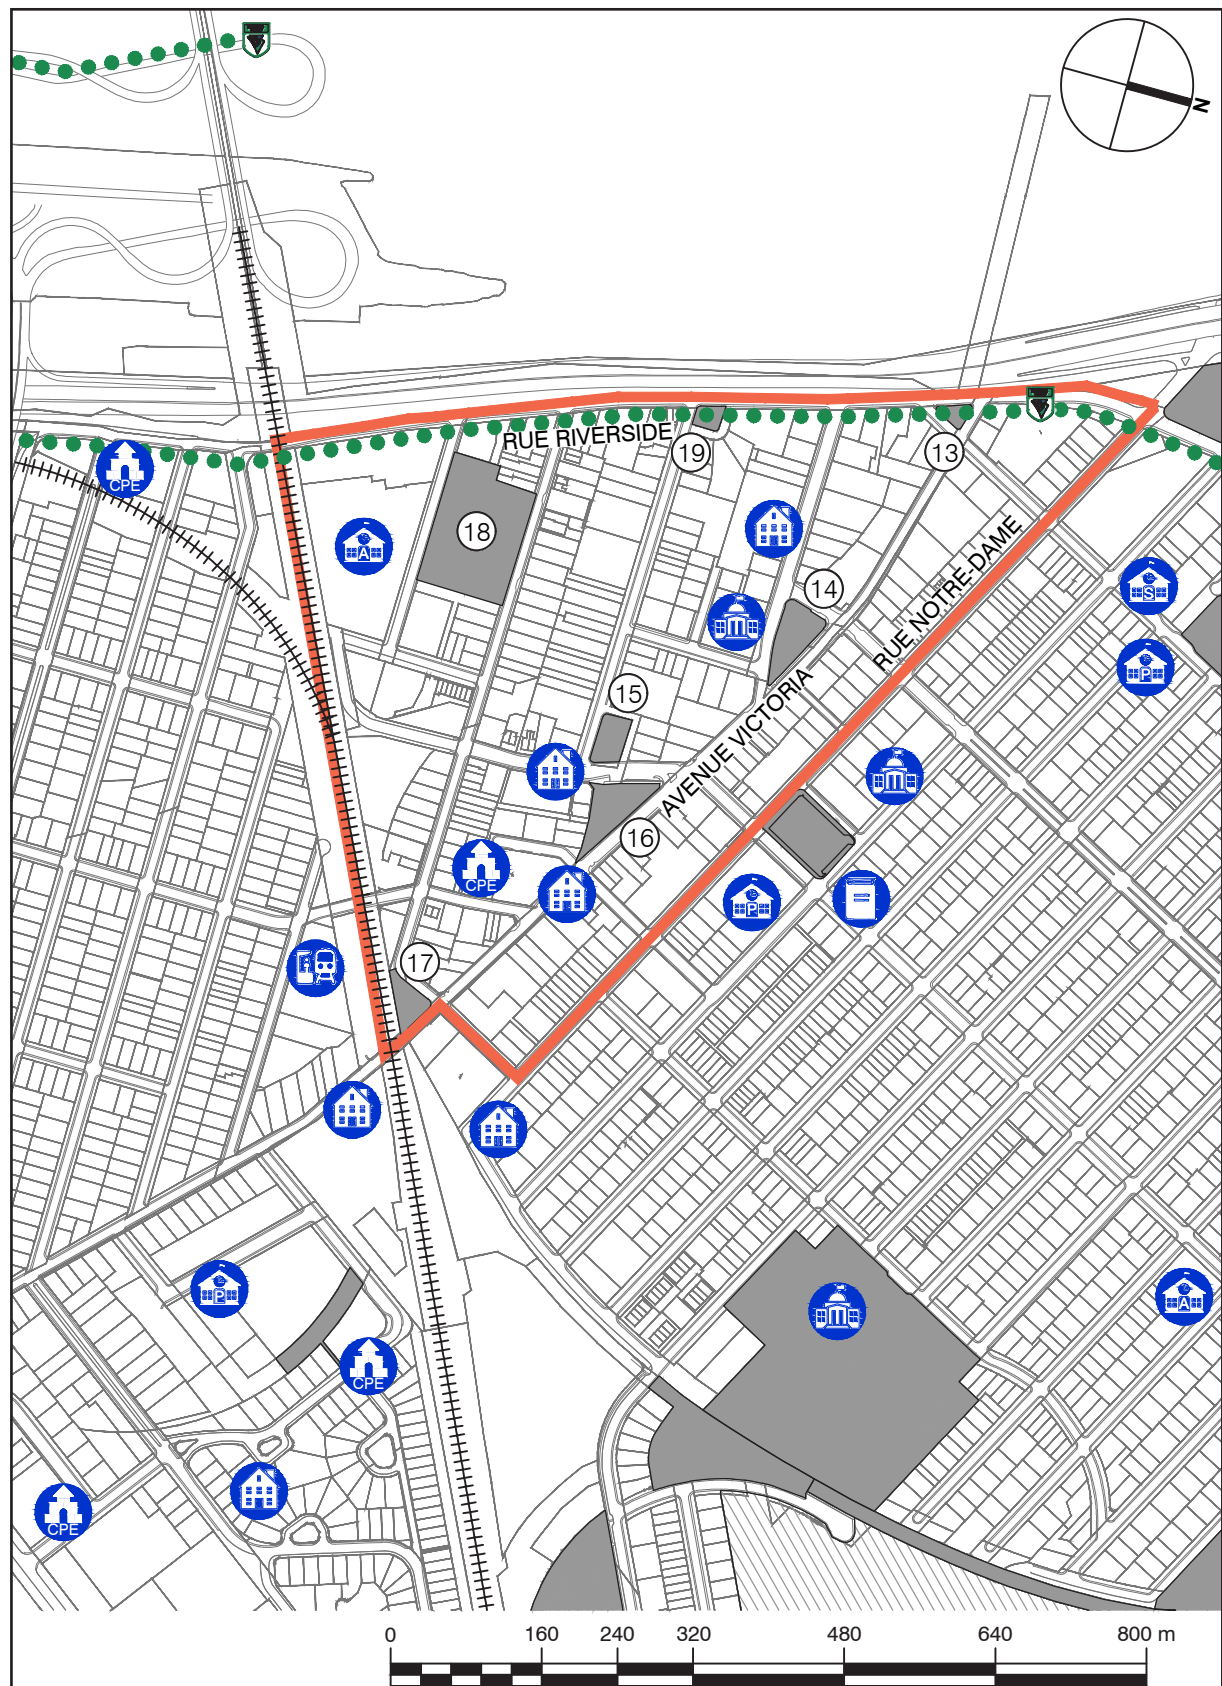 N
RUE RIVERSIDE
19
13
CPE
18
A
14
S
RUE NOTRE-DAME
P
15
AVENUE VICTORIA
16
CPE
P
17
P
CPE
A
CPE
0 160 240 320 480 640 800 m